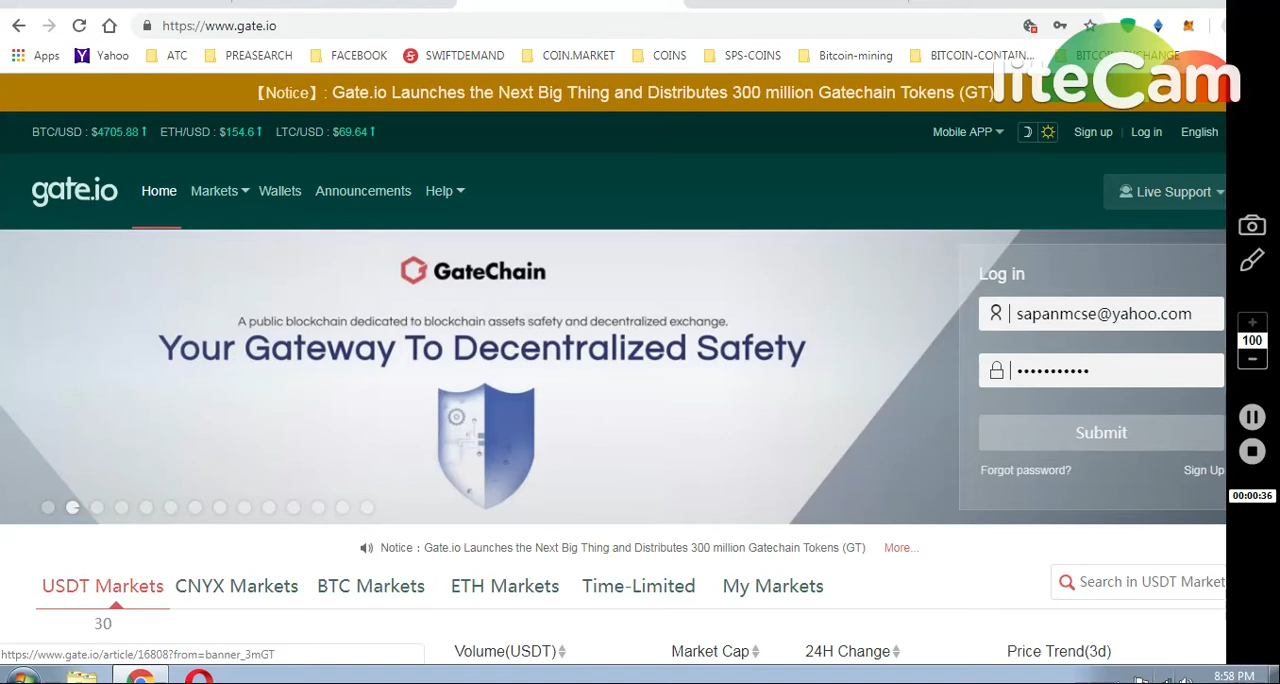 https://www.gate.io
Apps Yahoo ATC PREASEARCH FACEBOOK SWIFTDEMAND COIN.MARKET COINS SPS-COINS Bitcoin-mining BITCOIN-CONTAIN... BITCOIN-EXCHANGE
liteCam
【Notice】: Gate.io Launches the Next Big Thing and Distributes 300 million Gatechain Tokens (GT)
BTC/USD : $4705.88↑ ETH/USD : $154.6↑ LTC/USD : $69.64↑ Mobile APP Sign up | Log in English
gate.io Home Markets Wallets Announcements Help Live Support
GateChain
A public blockchain dedicated to blockchain assets safety and decentralized exchange.
Your Gateway To Decentralized Safety
Log in
sapanmcse@yahoo.com
•••••••••••
Submit
Forgot password? Sign Up
Notice : Gate.io Launches the Next Big Thing and Distributes 300 million Gatechain Tokens (GT) More...
USDT Markets CNYX Markets BTC Markets ETH Markets Time-Limited My Markets Search in USDT Market
30
https://www.gate.io/article/16808?from=banner_3mGT
Volume(USDT) Market Cap 24H Change Price Trend(3d)
100
00:00:36
8:58 PM